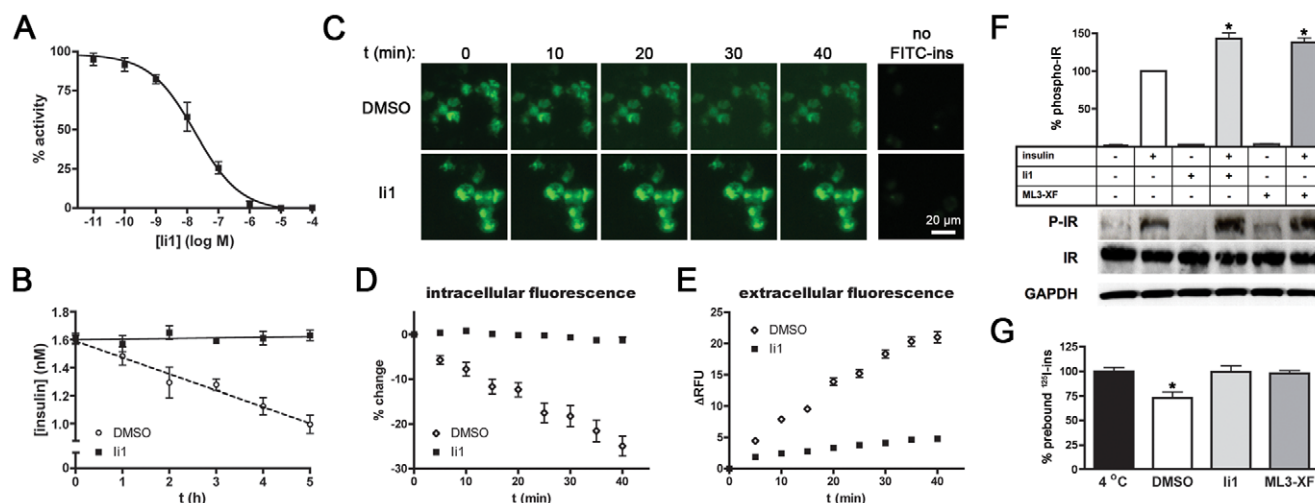 A
100
75
50
25
0
% activity
-11 -10 -9 -8 -7 -6 -5 -4
[Ii1] (log M)
B
1.8
1.6
1.4
1.2
1.0
0
[insulin] (nM)
DMSO
Ii1
0 1 2 3 4 5
t (h)
C
t (min): 0 10 20 30 40
no
FITC-ins
DMSO
Ii1
20 µm
D
intracellular fluorescence
10
0
-10
-20
-30
% change
DMSO
Ii1
0 10 20 30 40
t (min)
E
extracellular fluorescence
25
20
15
10
5
0
ΔRFU
DMSO
Ii1
0 10 20 30 40
t (min)
F
150
100
50
0
% phospho-IR
* *
insulin - + - + - +
Ii1 - - + + - -
ML3-XF - - - - + +
P-IR
IR
GAPDH
G
125
100
75
50
25
0
% prebound ¹²⁵I-ins
*
4 °C DMSO Ii1 ML3-XF